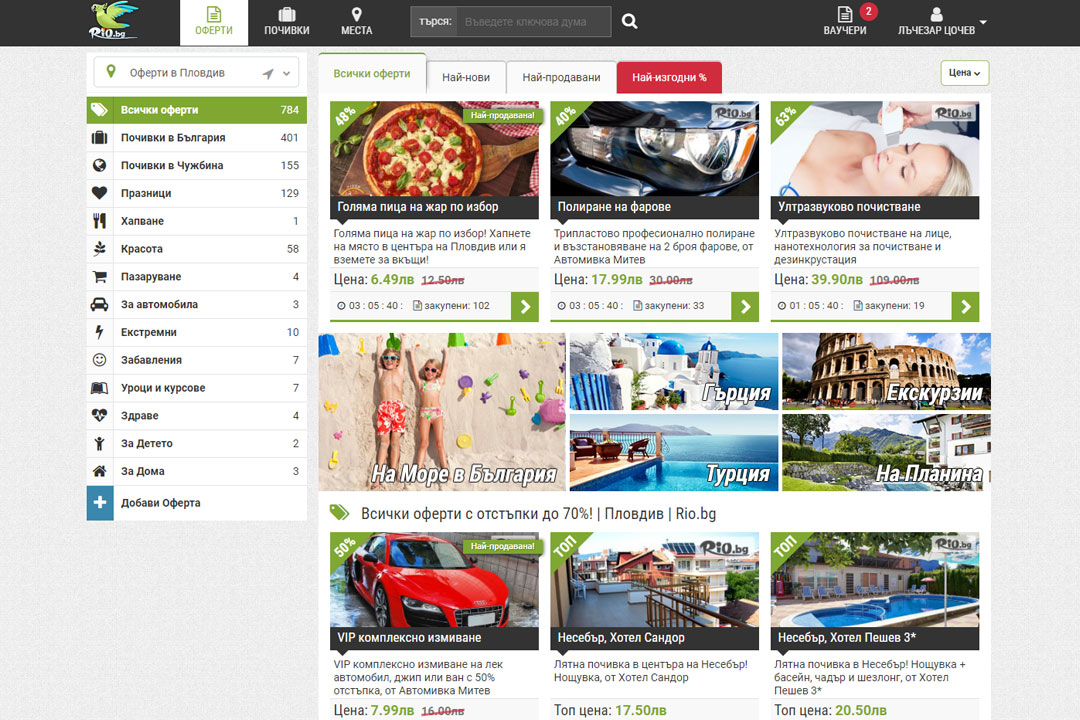 Rio.bg
ОФЕРТИ
ПОЧИВКИ
МЕСТА
търси:
Въведете ключова дума
ВАУЧЕРИ
2
ЛЪЧЕЗАР ЦОЧЕВ
Оферти в Пловдив
Всички оферти 784
Почивки в България 401
Почивки в Чужбина 155
Празници 129
Хапване 1
Красота 58
Пазаруване 4
За автомобила 3
Екстремни 10
Забавления 7
Уроци и курсове 7
Здраве 4
За Детето 2
За Дома 3
Добави Оферта
Всички оферти
Най-нови
Най-продавани
Най-изгодни %
Цена
48%
Най-продавана!
Голяма пица на жар по избор
Голяма пица на жар по избор! Хапнете
на място в центъра на Пловдив или я
вземете за вкъщи!
Цена: 6.49лв 12.50лв
03 : 05 : 40 : закупени: 102
40%
Rio.bg
Полиране на фарове
Трипластово професионално полиране
и възстановяване на 2 броя фарове, от
Автомивка Митев
Цена: 17.99лв 30.00лв
03 : 05 : 40 : закупени: 33
63%
Rio.bg
Ултразвуково почистване
Ултразвуково почистване на лице,
нанотехнология за почистване и
дезинкрустация
Цена: 39.90лв 109.00лв
01 : 05 : 40 : закупени: 19
На Море в България
Гърция
Екскурзии
Турция
На Планина
Всички оферти с отстъпки до 70%! | Пловдив | Rio.bg
50%
Най-продавана!
VIP комплексно измиване
VIP комплексно измиване на лек
автомобил, джип или ван с 50%
отстъпка, от Автомивка Митев
Цена: 7.99лв 16.00лв
ТОП
Rio.bg
Несебър, Хотел Сандор
Лятна почивка в центъра на Несебър!
Нощувка, от Хотел Сандор
Топ цена: 17.50лв
ТОП
Rio.bg
Несебър, Хотел Пешев 3*
Лятна почивка в Несебър! Нощувка +
басейн, чадър и шезлонг, от Хотел
Пешев 3*
Топ цена: 20.50лв